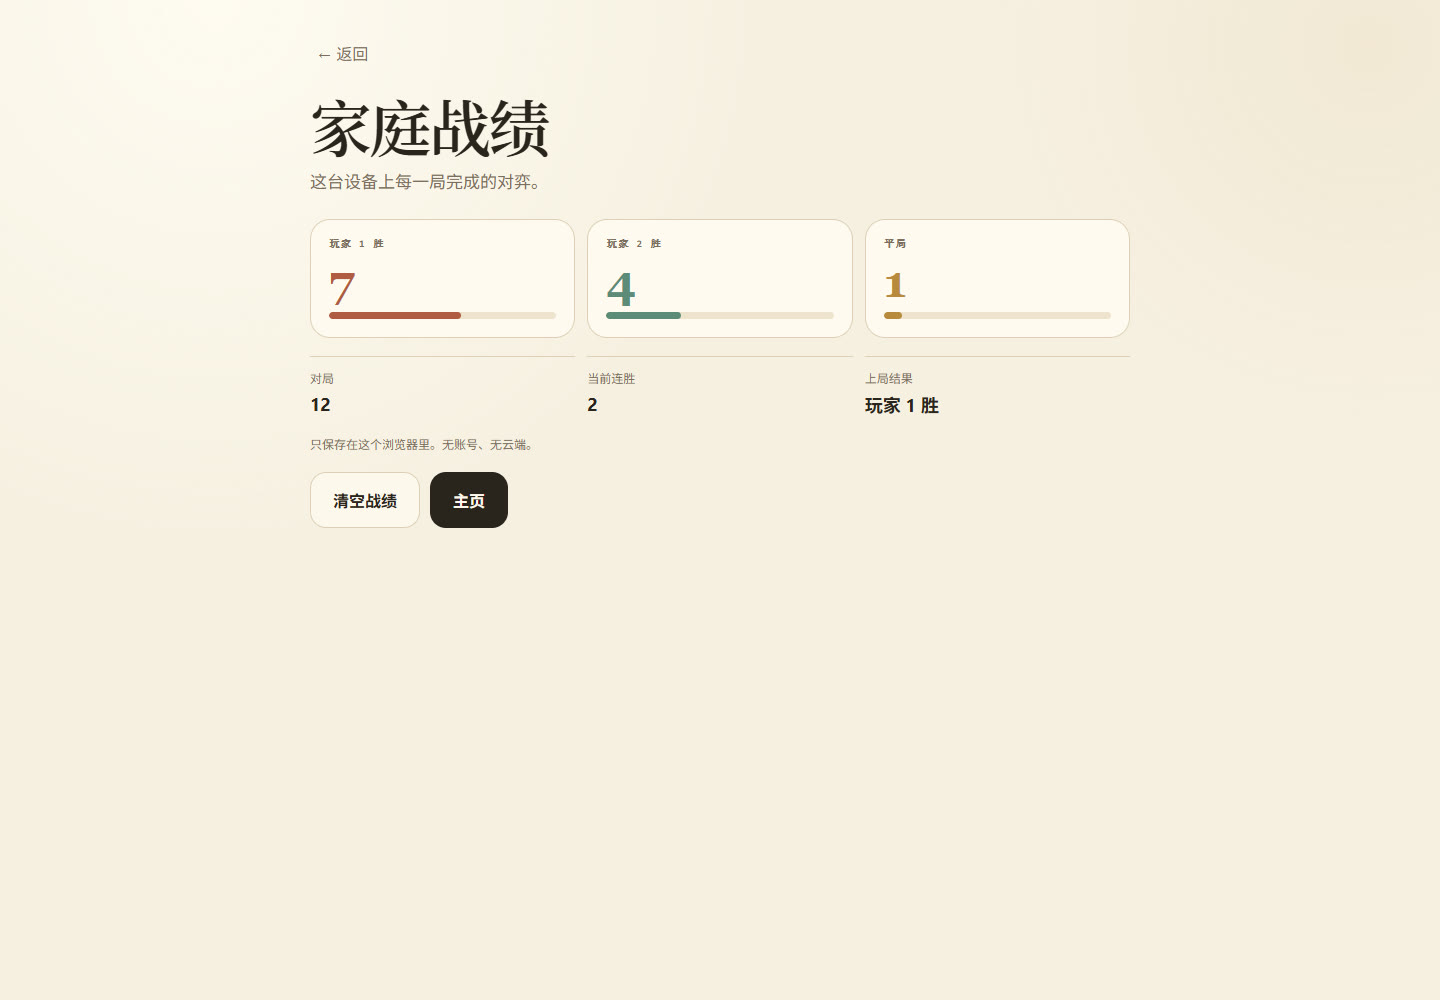 ← 返回
家庭战绩
这台设备上每一局完成的对弈。
玩家 1 胜
7
玩家 2 胜
4
平局
1
对局
12
当前连胜
2
上局结果
玩家 1 胜
只保存在这个浏览器里。无账号、无云端。
清空战绩
主页